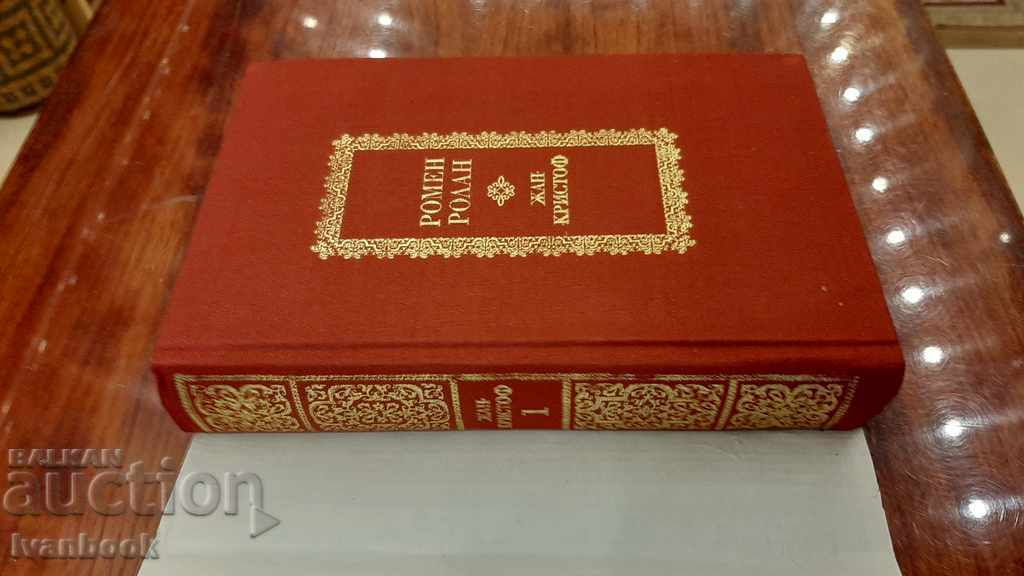 РОМЕН
РОЛАН
ЖАН-
КРИСТОФ
ЖАН-
КРИСТОФ
1
BALKAN
auction
Ivanbook